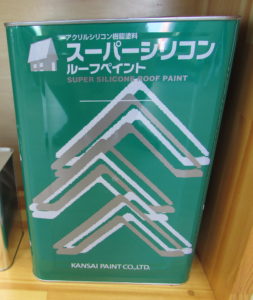 アクリルシリコン樹脂塗料
スーパーシリコン
ルーフペイント
SUPER SILICONE ROOF PAINT
KANSAI PAINT CO.,LTD.